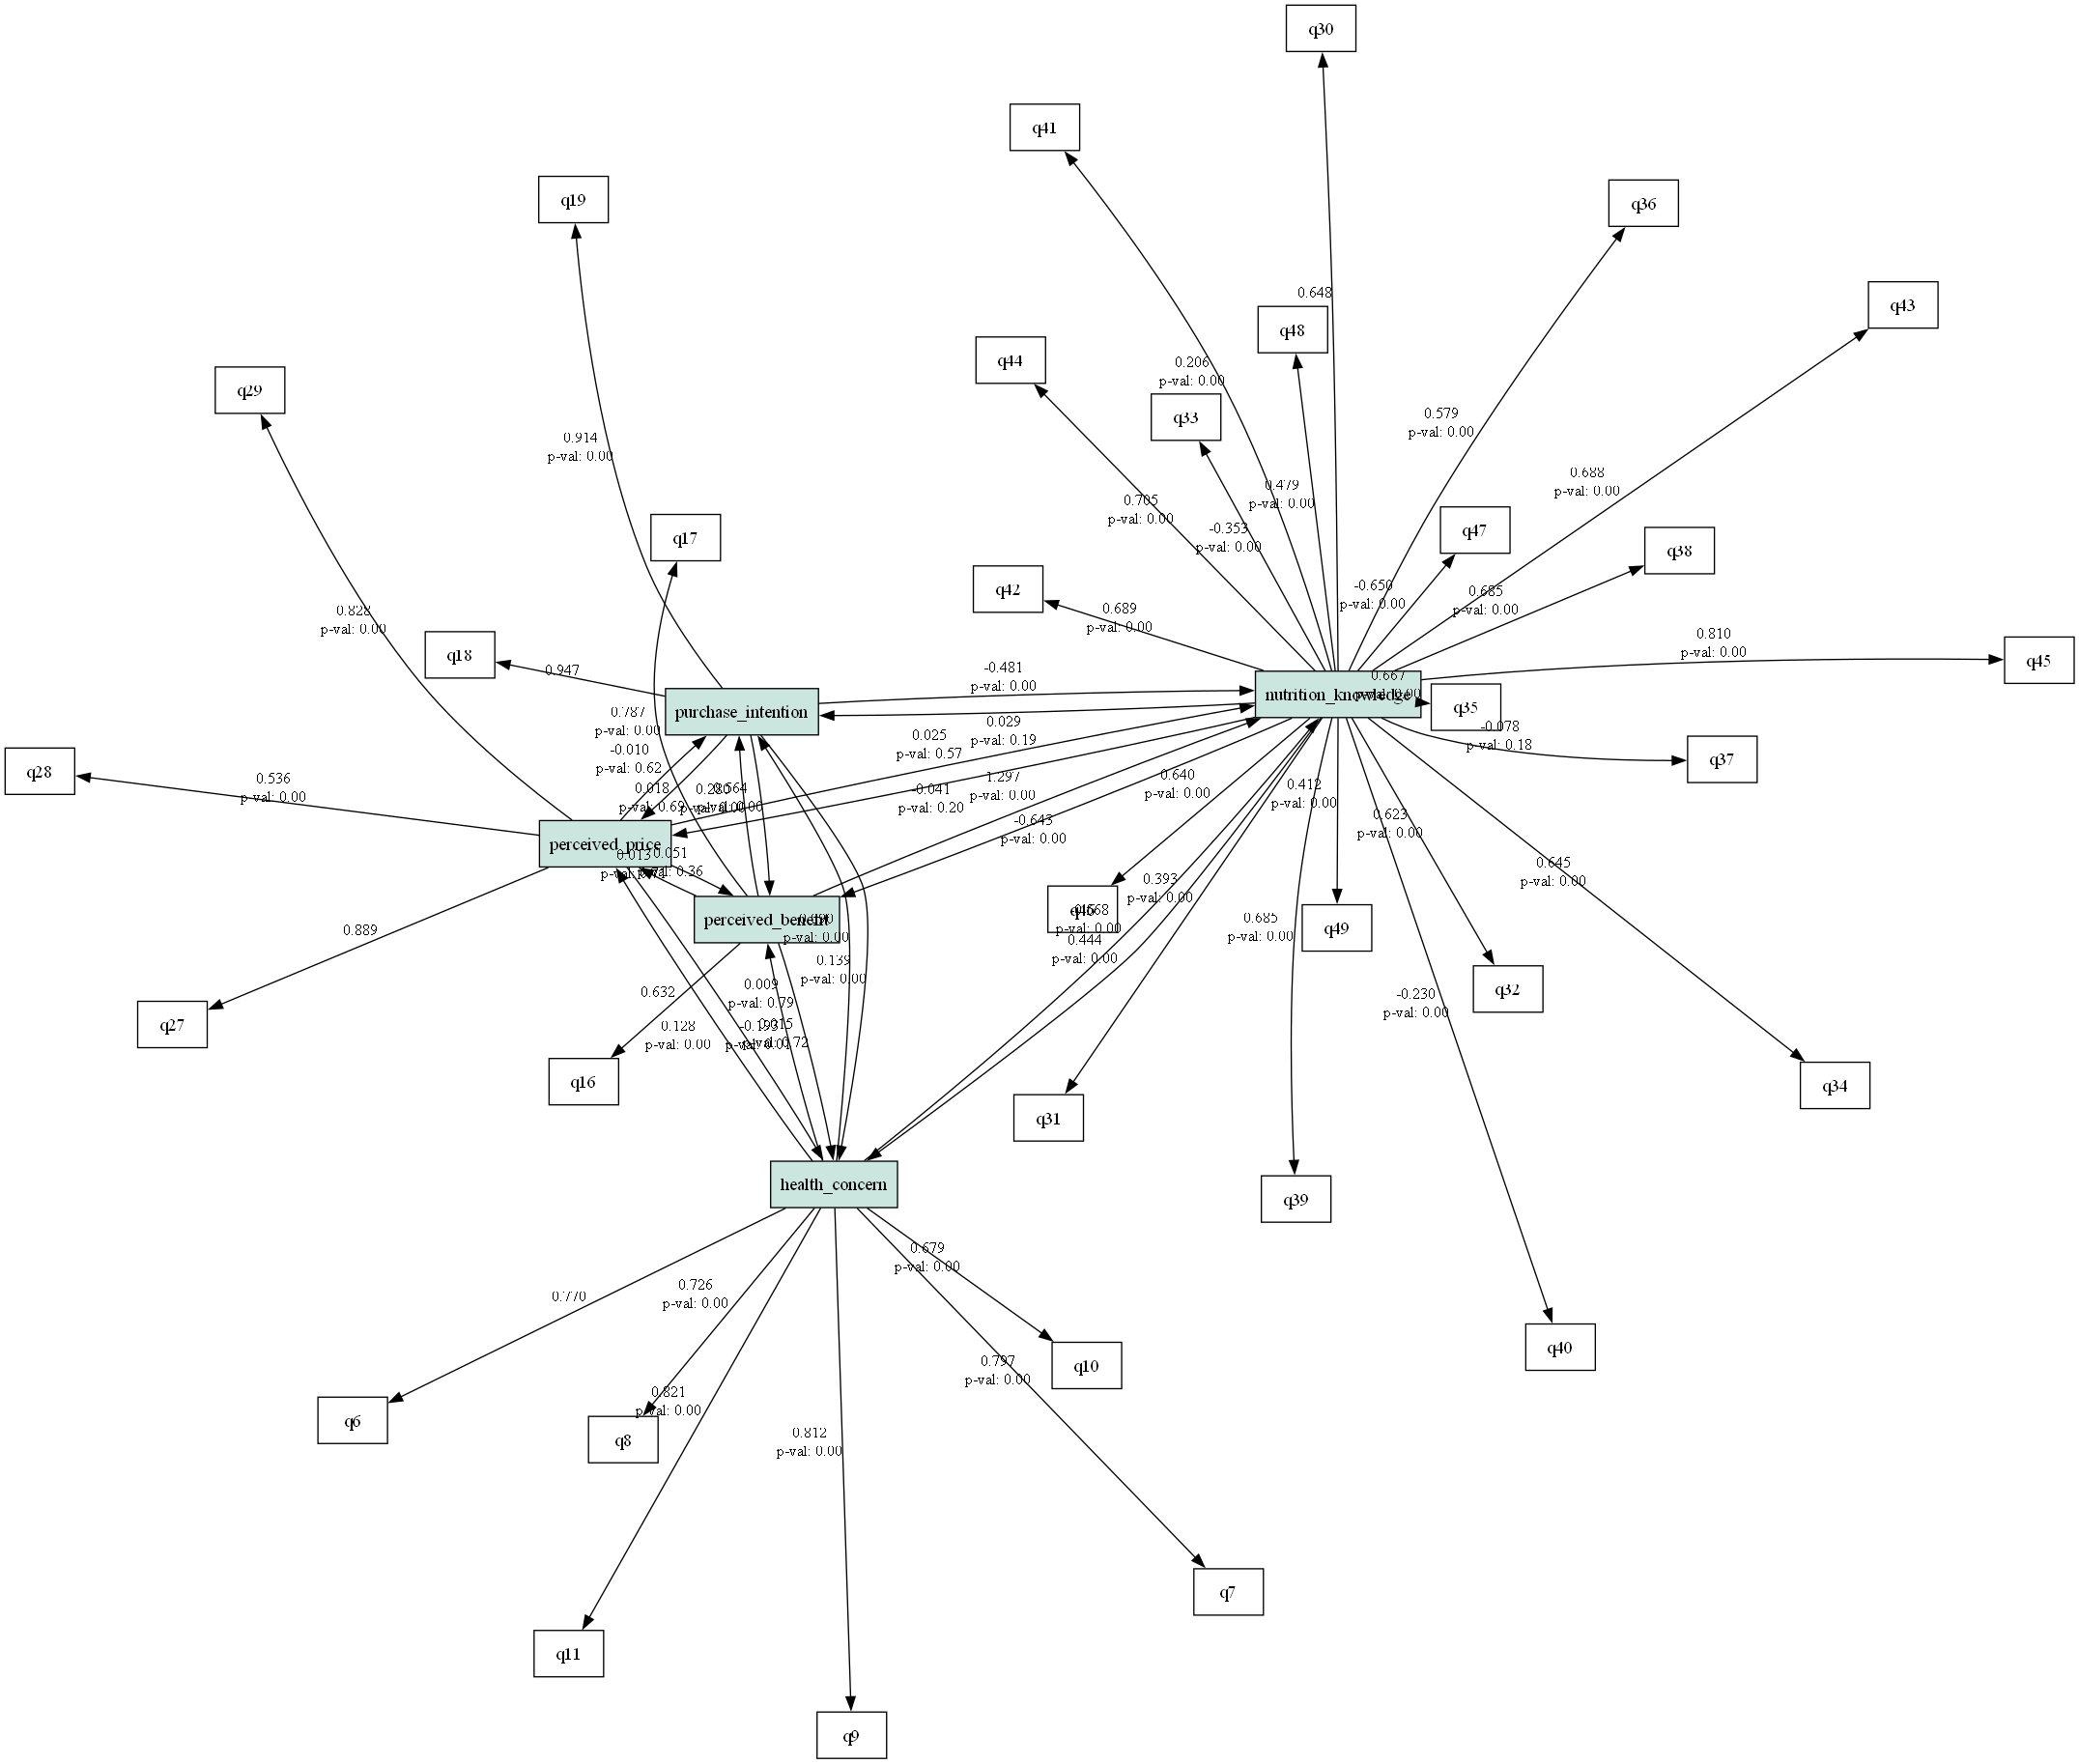 q30
q41
q19
q36
q43
0.648
q48
q44
0.206
p-val: 0.00
q29
q33
0.579
p-val: 0.00
0.914
p-val: 0.00
0.688
p-val: 0.00
0.479
p-val: 0.00
0.705
p-val: 0.00
-0.353
p-val: 0.00
q17
q47
q38
q42
-0.650
p-val: 0.00
0.685
p-val: 0.00
0.689
p-val: 0.00
0.828
p-val: 0.00
0.810
p-val: 0.00
q18
0.947
q45
-0.481
p-val: 0.00
0.667
nutrition_knowledge
q35
purchase_intention
0.787
p-val: 0.00
0.029
p-val: 0.19
-0.078
p-val: 0.18
0.025
p-val: 0.57
-0.010
p-val: 0.62
q37
q28
0.536
p-val: 0.00
0.018
p-val: 0.69
0.280
0.564
-0.041
p-val: 0.20
1.297
p-val: 0.00
0.640
p-val: 0.00
0.412
p-val: 0.00
0.623
p-val: 0.00
-0.643
p-val: 0.00
perceived_price
0.013
0.051
p-val: 0.36
0.645
p-val: 0.00
0.393
p-val: 0.00
perceived_benefit
p-val: 0.00
0.685
p-val: 0.00
q49
0.889
p-val: 0.00
0.444
p-val: 0.00
0.139
p-val: 0.00
0.632
0.009
p-val: 0.79
q32
-0.230
p-val: 0.00
q27
0.128
p-val: 0.00
-0.193
0.015
p-val: 0.72
q16
q34
q31
health_concern
q39
0.679
p-val: 0.00
0.770
0.726
p-val: 0.00
q40
q10
0.797
p-val: 0.00
0.821
p-val: 0.00
q6
q8
0.812
p-val: 0.00
q7
q11
q9